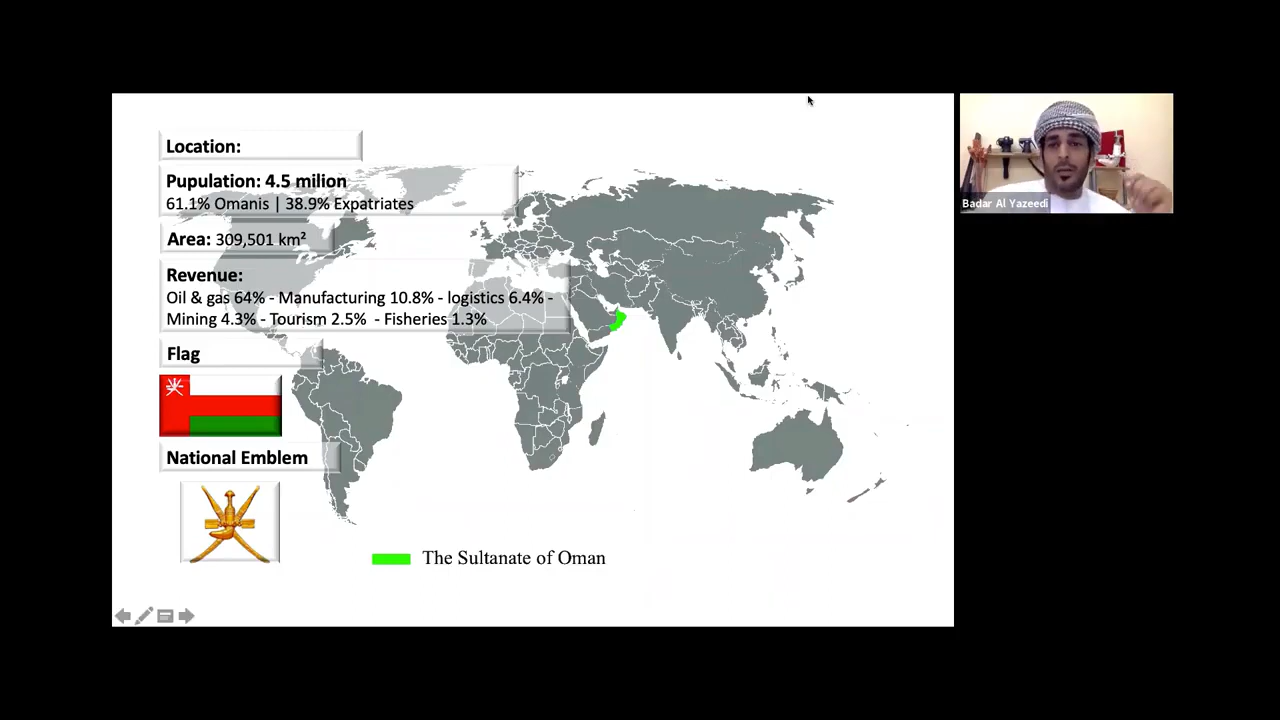 Location:
Pupulation: 4.5 milion
61.1% Omanis | 38.9% Expatriates
Area: 309,501 km²
Revenue:
Oil & gas 64% - Manufacturing 10.8% - logistics 6.4% -
Mining 4.3% - Tourism 2.5%  - Fisheries 1.3%
Flag
National Emblem
The Sultanate of Oman
Badar Al Yazeedi